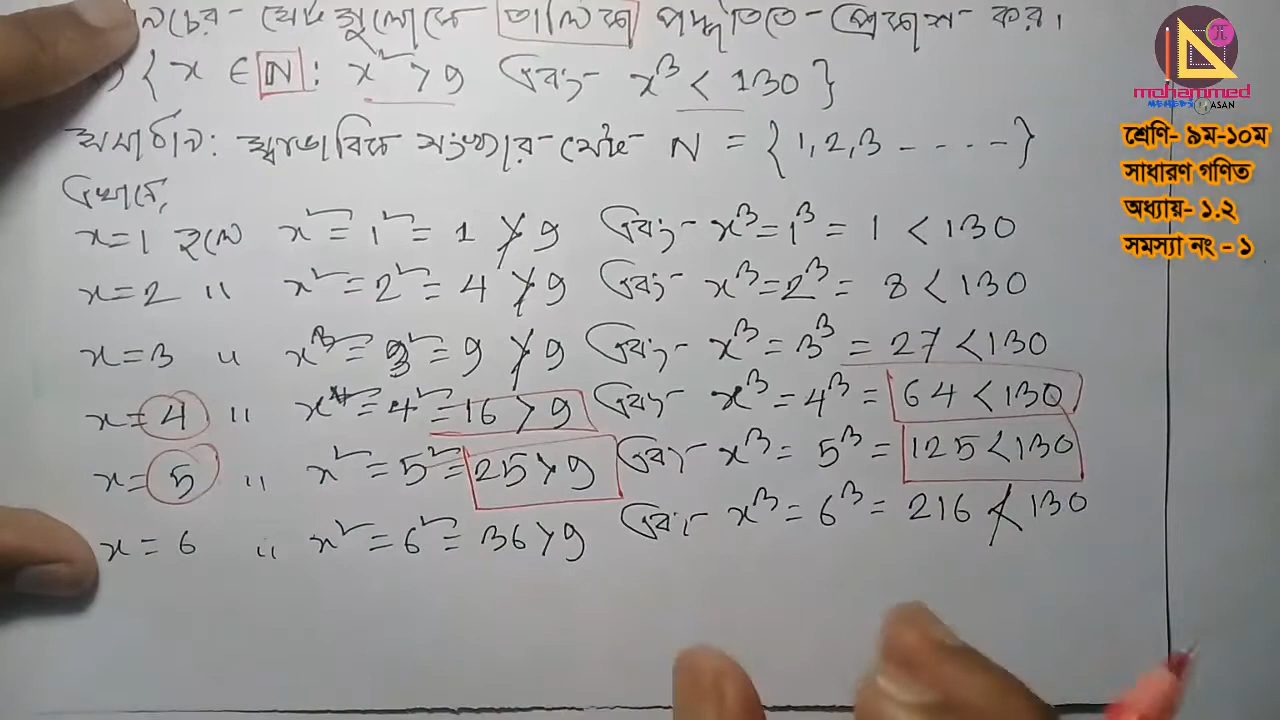 নিচের সেটগুলোকে তালিকা পদ্ধতিতে প্রকাশ কর।
) {x ∈ N : x² > 9 এবং x³ < 130}
সমাধান: স্বাভাবিক সংখ্যার সেট N = {1, 2, 3 - - - - -}
এখানে,
x=1 হলে x² = 1² = 1 ≯ 9 এবং x³ = 1³ = 1 < 130
x=2 " x² = 2² = 4 ≯ 9 এবং x³ = 2³ = 8 < 130
x=3 " x³ = 3² = 9 ≯ 9 এবং x³ = 3³ = 27 < 130
x=4 " x² = 4² = 16 > 9 এবং x³ = 4³ = 64 < 130
x=5 " x² = 5² = 25 > 9 এবং x³ = 5³ = 125 < 130
x=6 " x² = 6² = 36 > 9 এবং x³ = 6³ = 216 ≮ 130
π
mohammed
HASAN
শ্রেণি- ৯ম-১০ম
সাধারণ গণিত
অধ্যায়- ১.২
সমস্যা নং - ১